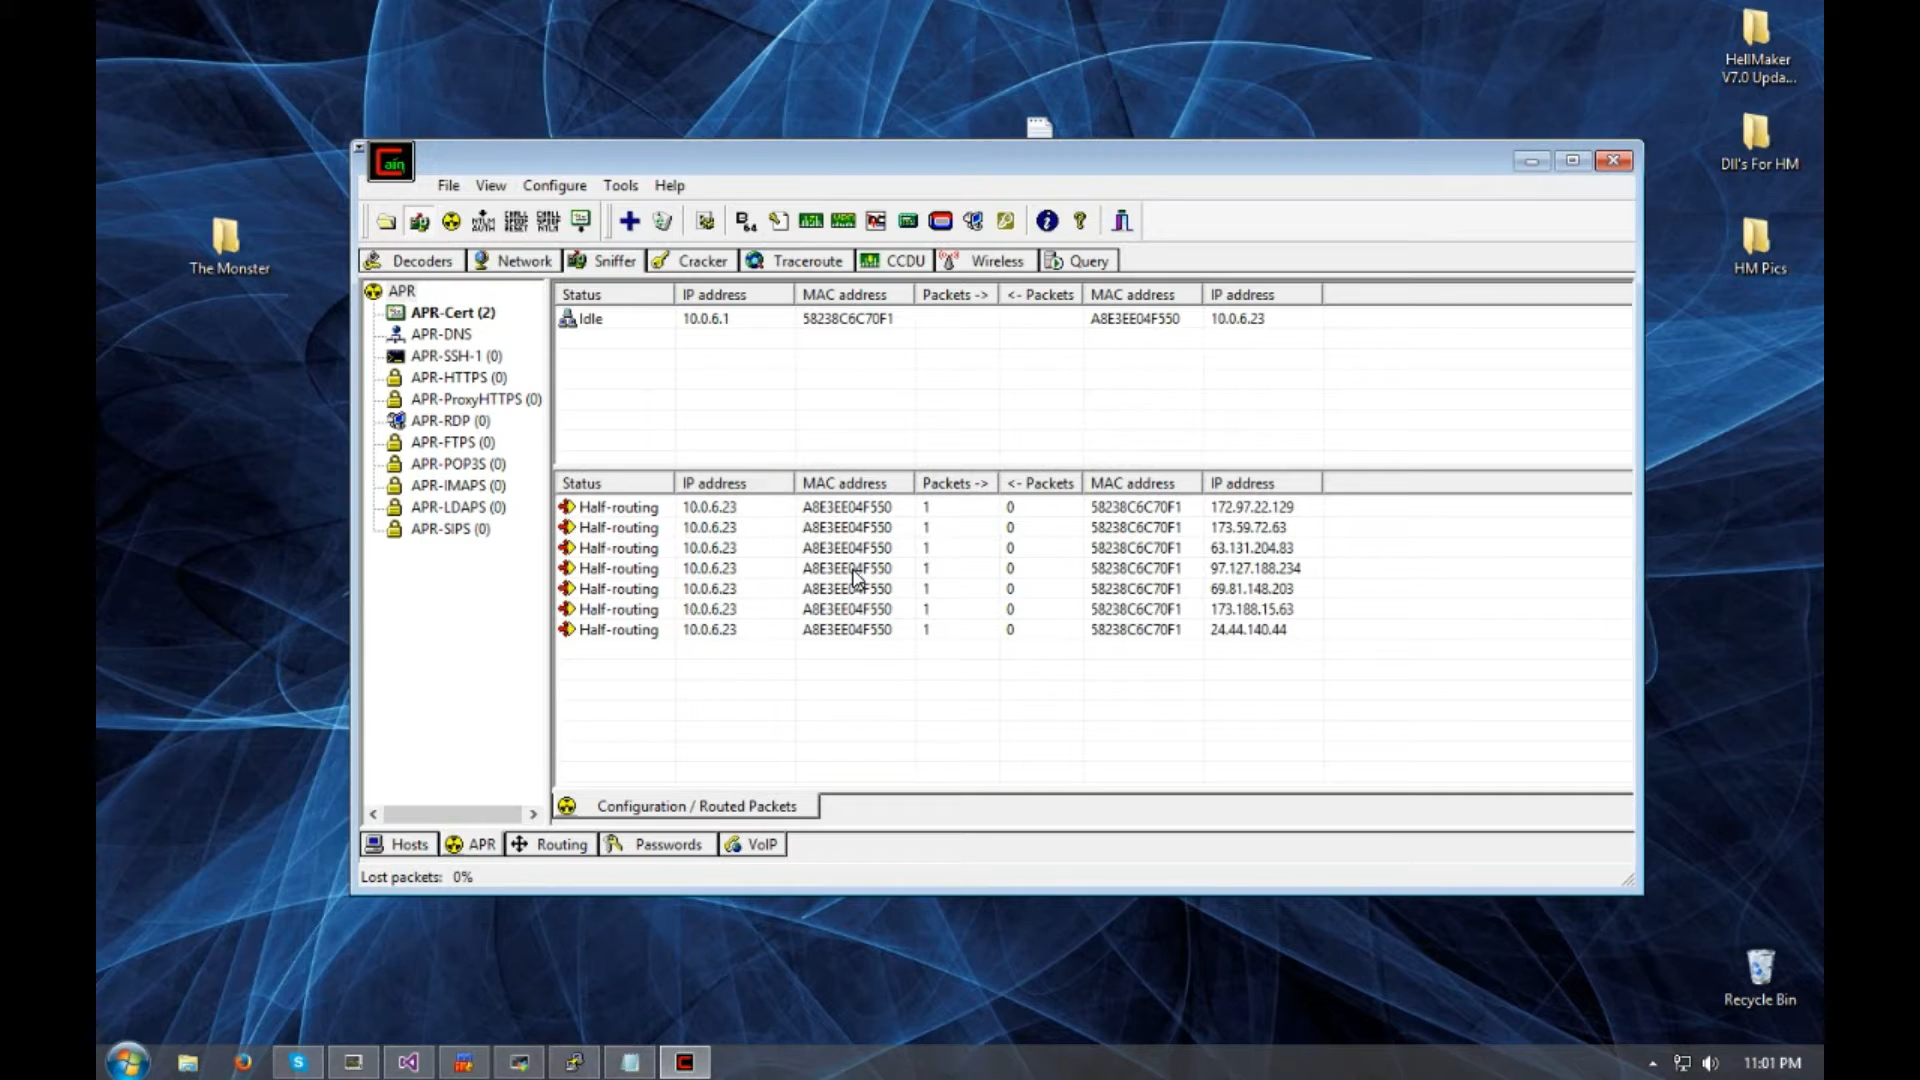 HellMaker
V7.0 Upda...
Dll's For HM
HM Pics
The Monster
Cain
File View Configure Tools Help
Decoders Network Sniffer Cracker Traceroute CCDU Wireless Query
APR
APR-Cert (2)
APR-DNS
APR-SSH-1 (0)
APR-HTTPS (0)
APR-ProxyHTTPS (0)
APR-RDP (0)
APR-FTPS (0)
APR-POP3S (0)
APR-IMAPS (0)
APR-LDAPS (0)
APR-SIPS (0)
Status IP address MAC address Packets -> <- Packets MAC address IP address
Idle 10.0.6.1 58238C6C70F1 A8E3EE04F550 10.0.6.23
Status IP address MAC address Packets -> <- Packets MAC address IP address
Half-routing 10.0.6.23 A8E3EE04F550 1 0 58238C6C70F1 172.97.22.129
Half-routing 10.0.6.23 A8E3EE04F550 1 0 58238C6C70F1 173.59.72.63
Half-routing 10.0.6.23 A8E3EE04F550 1 0 58238C6C70F1 63.131.204.83
Half-routing 10.0.6.23 A8E3EE04F550 1 0 58238C6C70F1 97.127.188.234
Half-routing 10.0.6.23 A8E3EE04F550 1 0 58238C6C70F1 69.81.148.203
Half-routing 10.0.6.23 A8E3EE04F550 1 0 58238C6C70F1 173.188.15.63
Half-routing 10.0.6.23 A8E3EE04F550 1 0 58238C6C70F1 24.44.140.44
Configuration / Routed Packets
Hosts APR Routing Passwords VoIP
Lost packets: 0%
Recycle Bin
11:01 PM